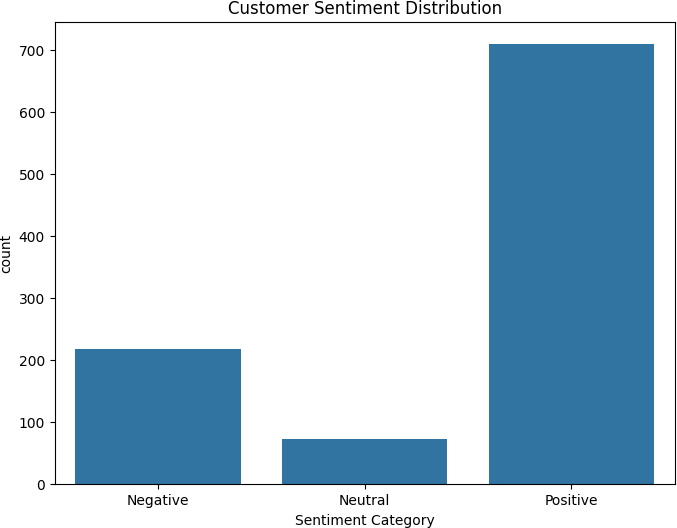 Customer Sentiment Distribution
700
600
500
400
300
200
100
0
count
Negative Neutral Positive
Sentiment Category